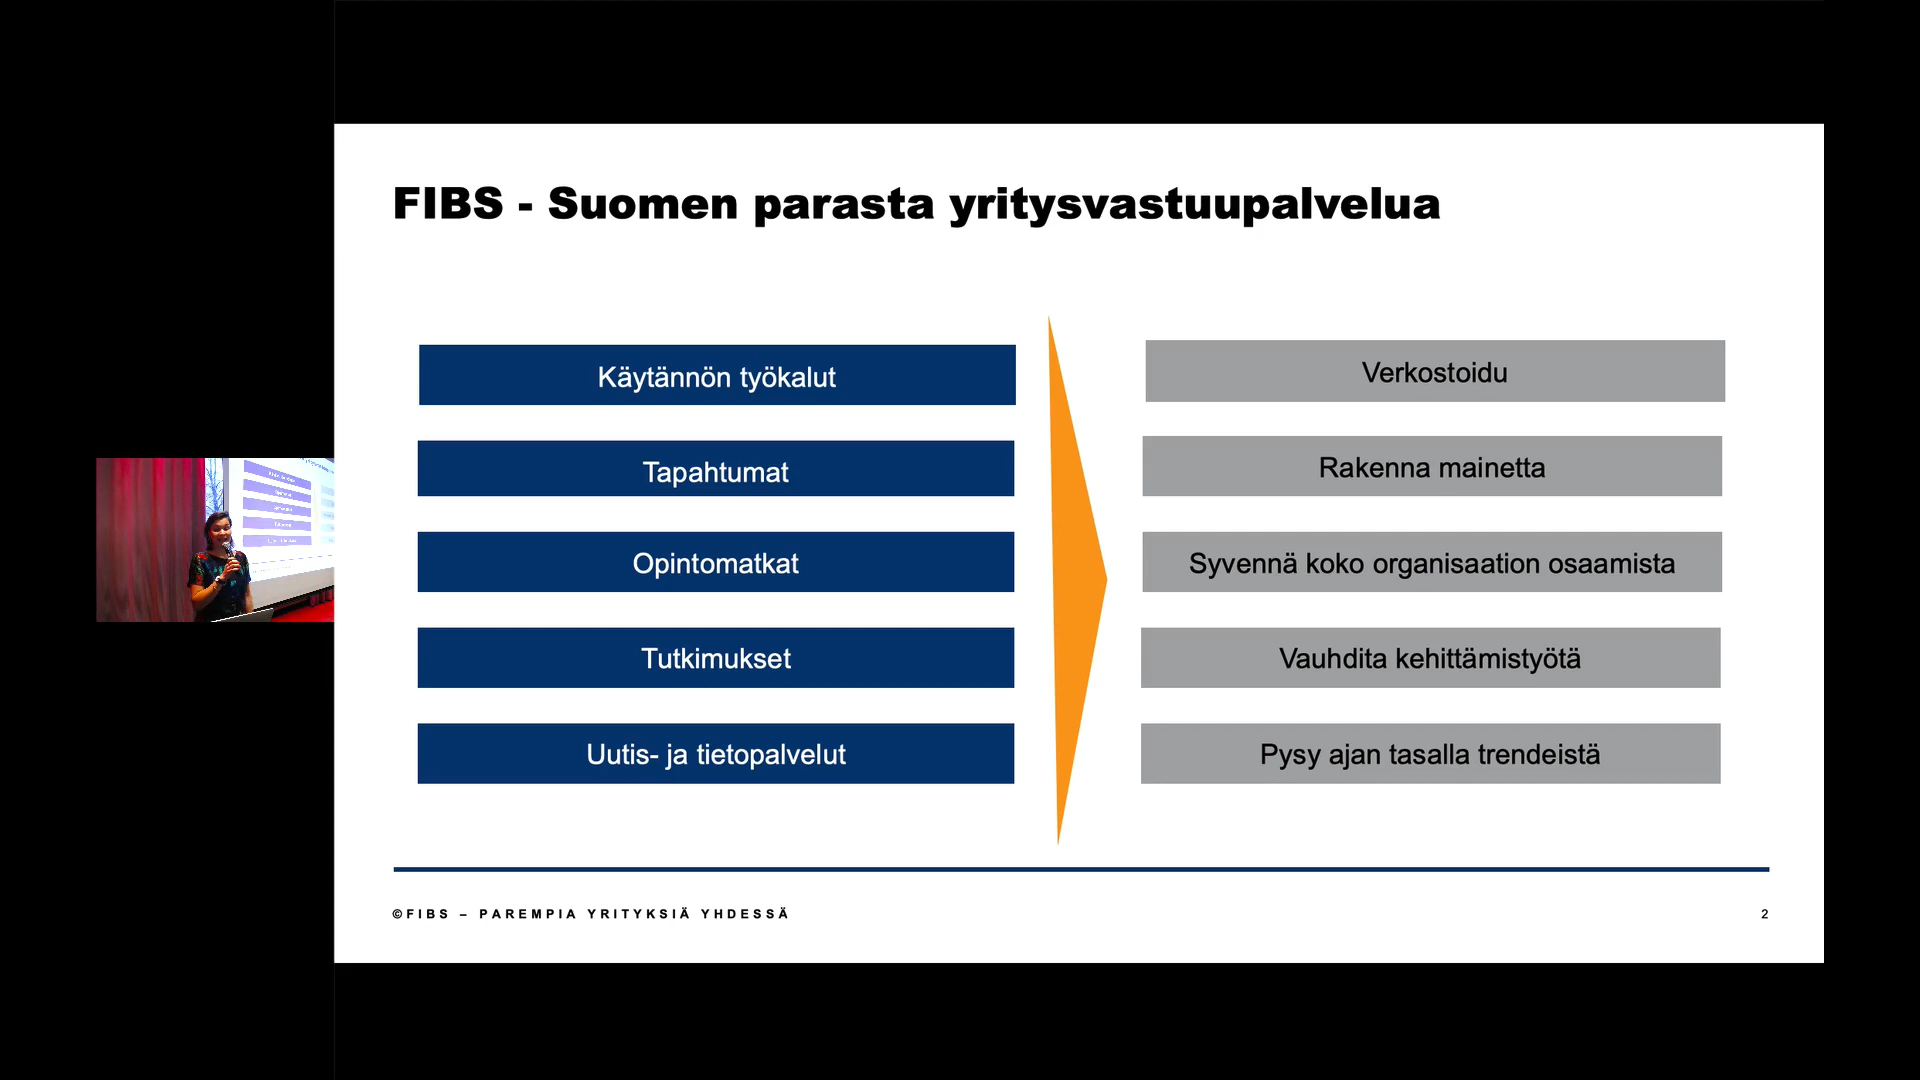 FIBS - Suomen parasta yritysvastuupalvelua
Käytännön työkalut
Tapahtumat
Opintomatkat
Tutkimukset
Uutis- ja tietopalvelut
Verkostoidu
Rakenna mainetta
Syvennä koko organisaation osaamista
Vauhdita kehittämistyötä
Pysy ajan tasalla trendeistä
©FIBS – PAREMPIA YRITYKSIÄ YHDESSÄ
2